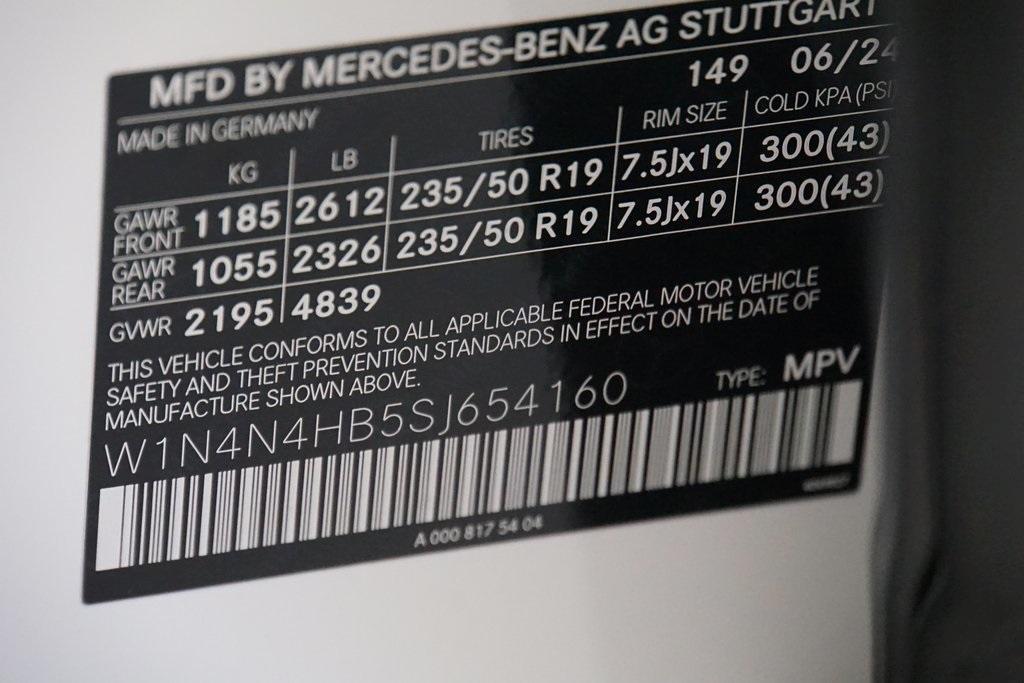 MFD BY MERCEDES-BENZ AG STUTTGART
149 06/24
MADE IN GERMANY
KG LB TIRES RIM SIZE COLD KPA (PSI
GAWR FRONT 1185 2612 235/50 R19 7.5Jx19 300(43)
GAWR REAR 1055 2326 235/50 R19 7.5Jx19 300(43)
GVWR 2195 4839
THIS VEHICLE CONFORMS TO ALL APPLICABLE FEDERAL MOTOR VEHICLE
SAFETY AND THEFT PREVENTION STANDARDS IN EFFECT ON THE DATE OF
MANUFACTURE SHOWN ABOVE.
W1N4N4HB5SJ654160 TYPE: MPV
A 000 817 54 04